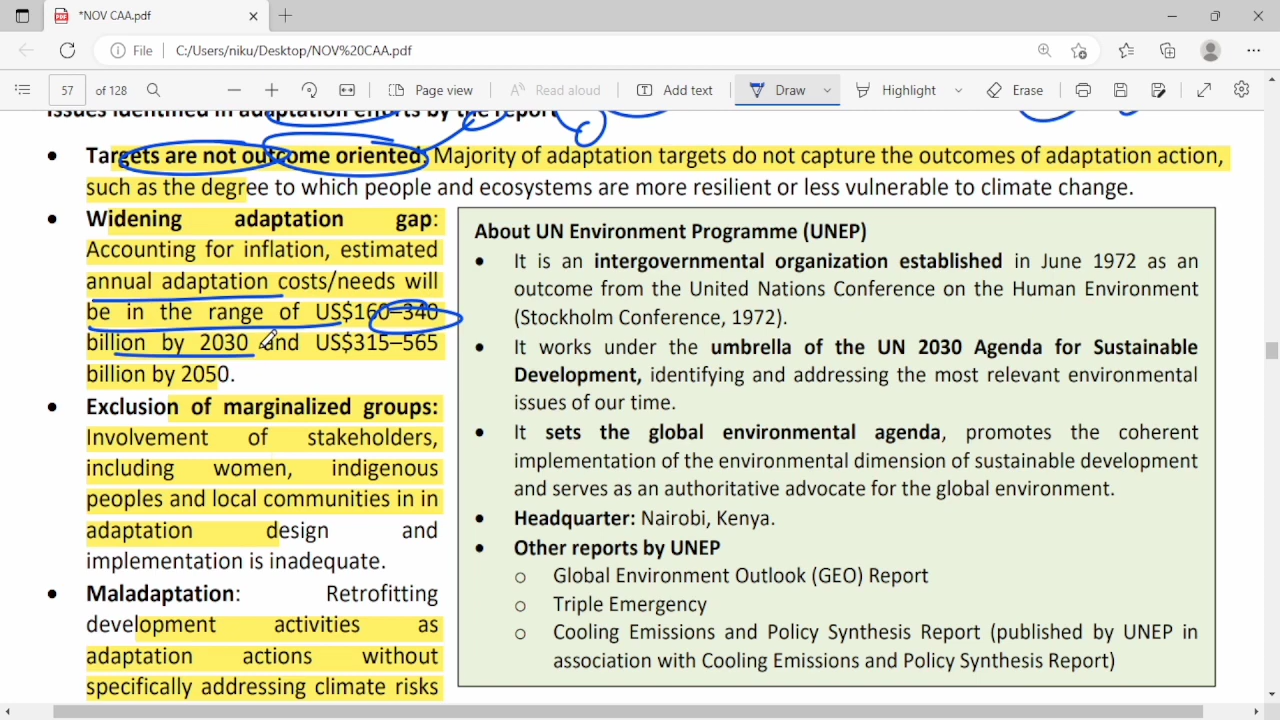 *NOV CAA.pdf
File
C:/Users/niku/Desktop/NOV%20CAA.pdf
57 of 128
Page view
Read aloud
Add text
Draw
Highlight
Erase
Issues identified in adaptation efforts by the report
• Targets are not outcome oriented: Majority of adaptation targets do not capture the outcomes of adaptation action,
such as the degree to which people and ecosystems are more resilient or less vulnerable to climate change.
• Widening adaptation gap:
Accounting for inflation, estimated
annual adaptation costs/needs will
be in the range of US$160–340
billion by 2030 and US$315–565
billion by 2050.
• Exclusion of marginalized groups:
Involvement of stakeholders,
including women, indigenous
peoples and local communities in in
adaptation design and
implementation is inadequate.
• Maladaptation: Retrofitting
development activities as
adaptation actions without
specifically addressing climate risks
About UN Environment Programme (UNEP)
• It is an intergovernmental organization established in June 1972 as an
outcome from the United Nations Conference on the Human Environment
(Stockholm Conference, 1972).
• It works under the umbrella of the UN 2030 Agenda for Sustainable
Development, identifying and addressing the most relevant environmental
issues of our time.
• It sets the global environmental agenda, promotes the coherent
implementation of the environmental dimension of sustainable development
and serves as an authoritative advocate for the global environment.
• Headquarter: Nairobi, Kenya.
• Other reports by UNEP
o Global Environment Outlook (GEO) Report
o Triple Emergency
o Cooling Emissions and Policy Synthesis Report (published by UNEP in
association with Cooling Emissions and Policy Synthesis Report)